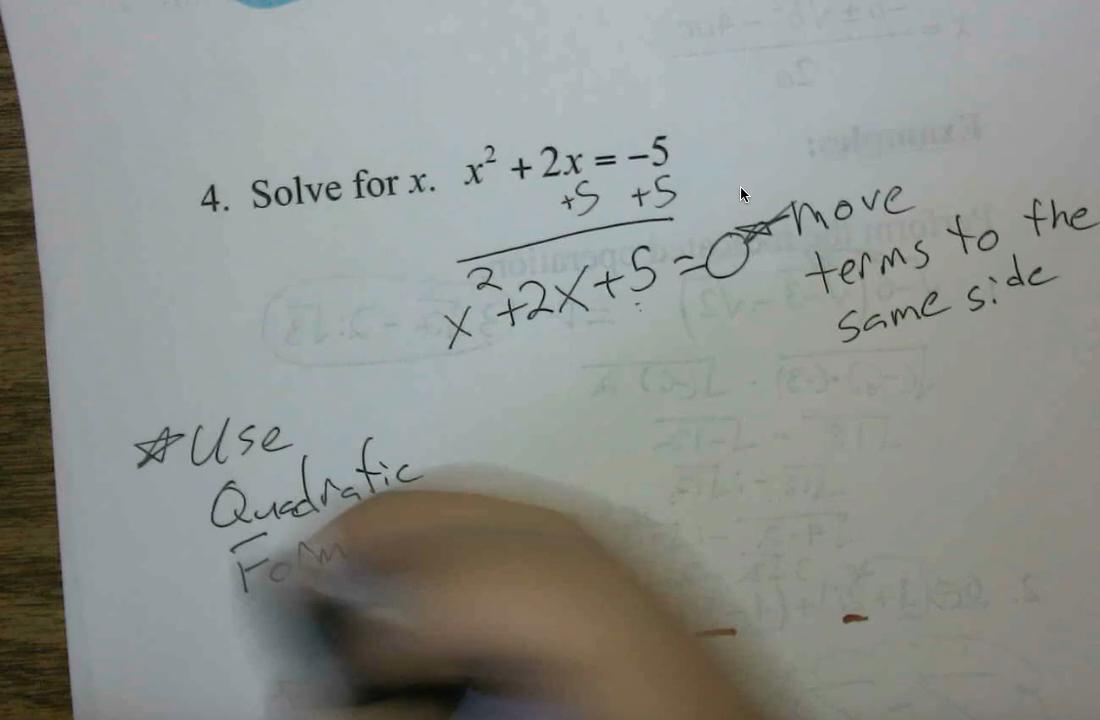 4. Solve for x. x² + 2x = −5
+5 +5
x² + 2x + 5 = 0 ☆ move
terms to the
same side
☆ Use
Quadratic
Form